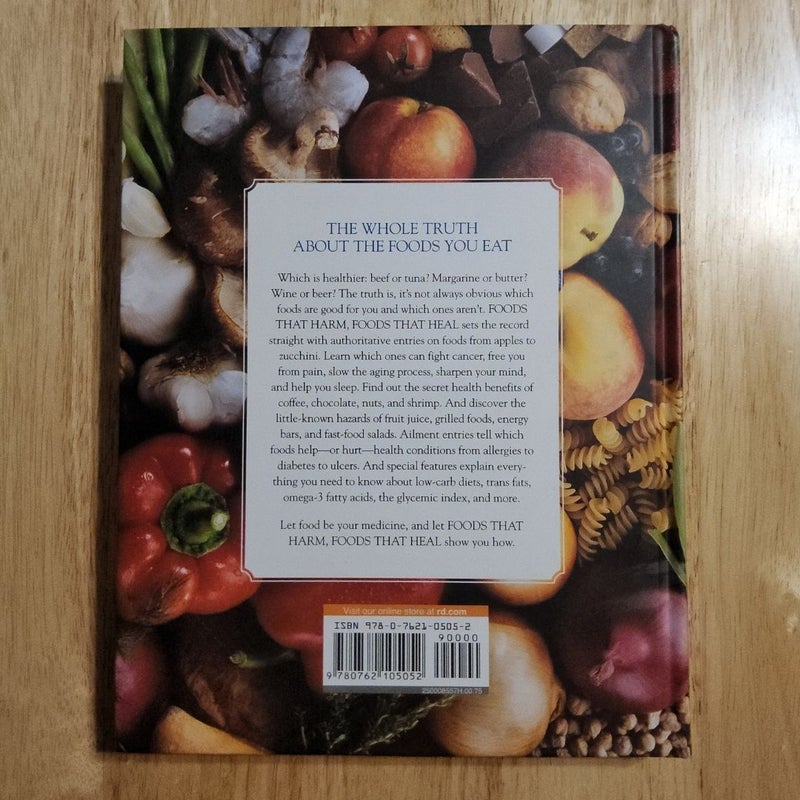 THE WHOLE TRUTH
ABOUT THE FOODS YOU EAT
Which is healthier: beef or tuna? Margarine or butter?
Wine or beer? The truth is, it's not always obvious which
foods are good for you and which ones aren't. FOODS
THAT HARM, FOODS THAT HEAL sets the record
straight with authoritative entries on foods from apples to
zucchini. Learn which ones can fight cancer, free you
from pain, slow the aging process, sharpen your mind,
and help you sleep. Find out the secret health benefits of
coffee, chocolate, nuts, and shrimp. And discover the
little-known hazards of fruit juice, grilled foods, energy
bars, and fast-food salads. Ailment entries tell which
foods help—or hurt—health conditions from allergies to
diabetes to ulcers. And special features explain every-
thing you need to know about low-carb diets, trans fats,
omega-3 fatty acids, the glycemic index, and more.
Let food be your medicine, and let FOODS THAT
HARM, FOODS THAT HEAL show you how.
Visit our online store at rd.com
ISBN 978-0-7621-0505-2
90000
9 780762 105052
250008557H.00.75